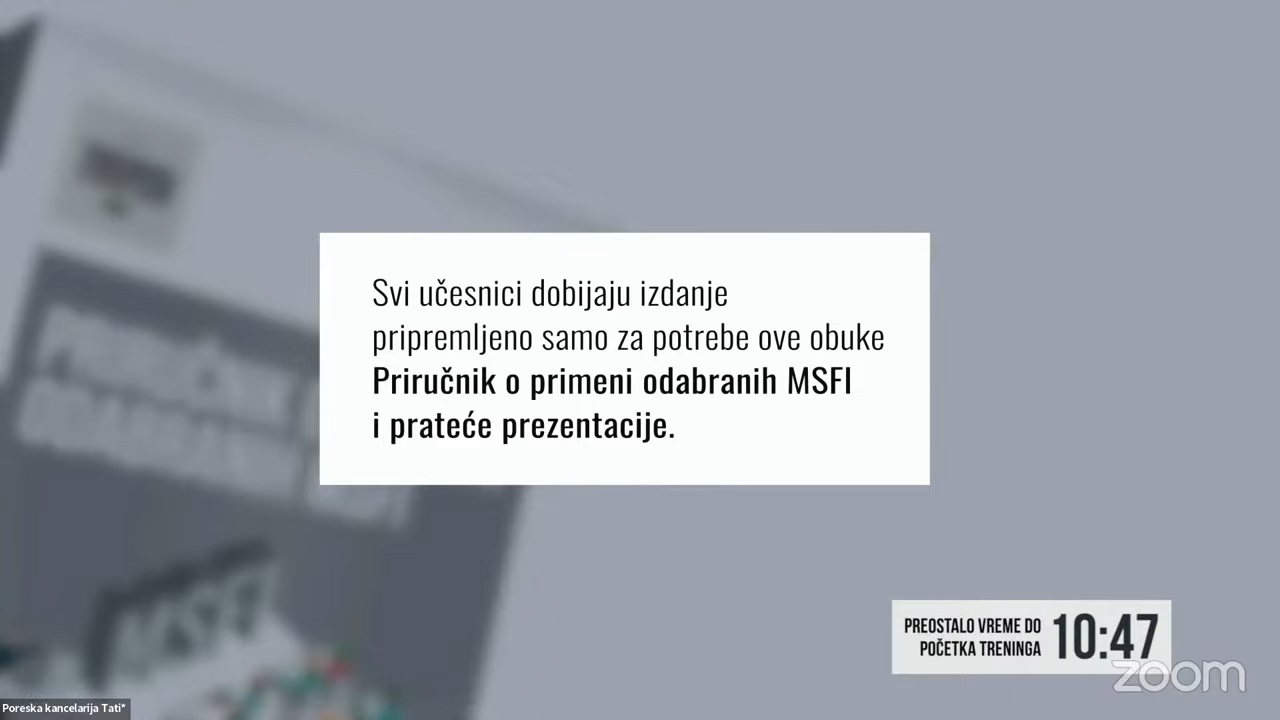 Svi učesnici dobijaju izdanje
pripremljeno samo za potrebe ove obuke
Priručnik o primeni odabranih MSFI
i prateće prezentacije.
PREOSTALO VREME DO
POČETKA TRENINGA
10:47
zoom
Poreska kancelarija Tati*
MSFI